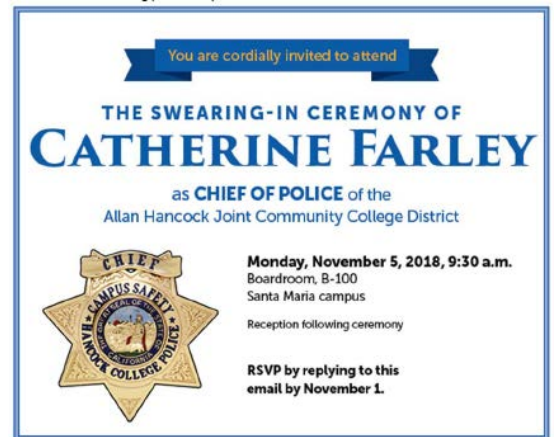 You are cordially invited to attend
THE SWEARING-IN CEREMONY OF
CATHERINE FARLEY
as CHIEF OF POLICE of the
Allan Hancock Joint Community College District
Monday, November 5, 2018, 9:30 a.m.
Boardroom, B-100
Santa Maria campus
Reception following ceremony
RSVP by replying to this
email by November 1.
CHIEF
CAMPUS SAFETY
HANCOCK COLLEGE POLICE